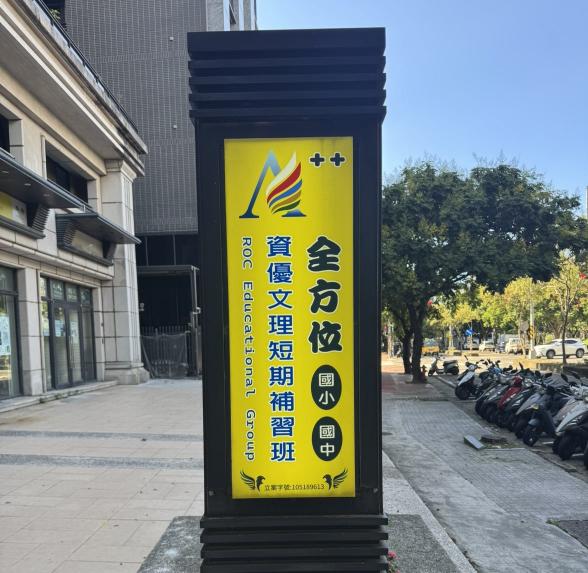 A++
全方位
國小
國中
資優文理短期補習班
ROC Educational Group
立案字號:105189613